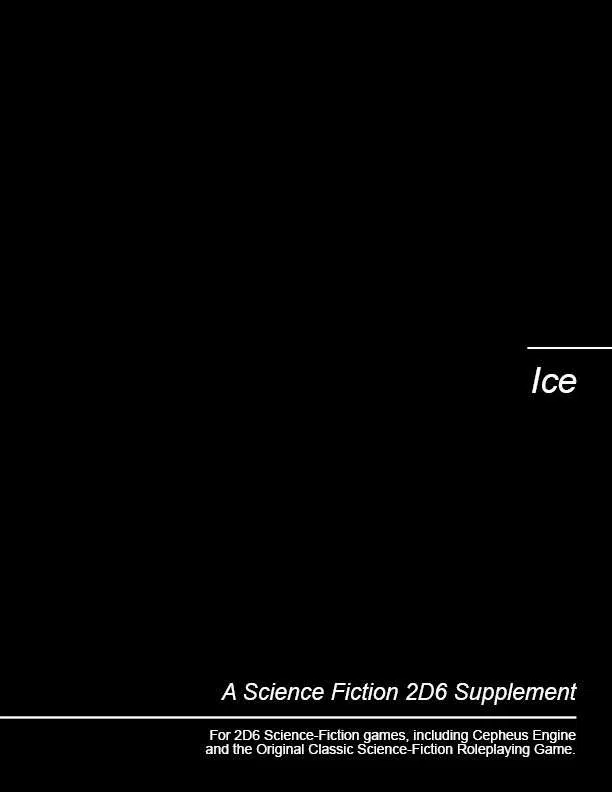 Ice
A Science Fiction 2D6 Supplement
For 2D6 Science-Fiction games, including Cepheus Engine
and the Original Classic Science-Fiction Roleplaying Game.